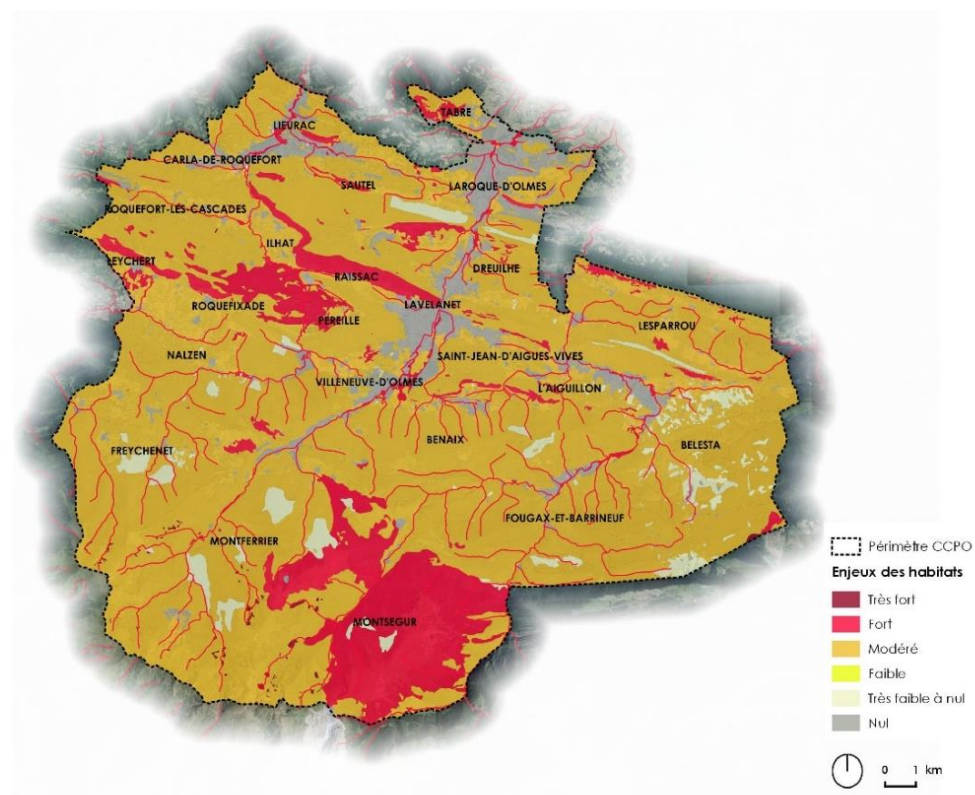 TABRE
LIEURAC
CARLA-DE-ROQUEFORT
SAUTEL
LAROQUE-D'OLMES
ROQUEFORT-LES-CASCADES
ILHAT
LEYCHERT
RAISSAC
DREUILHE
ROQUEFIXADE
LAVELANET
PEREILLE
LESPARROU
NALZEN
SAINT-JEAN-D'AIGUES-VIVES
VILLENEUVE-D'OLMES
L'AIGUILLON
BENAIX
BELESTA
FREYCHENET
FOUGAX-ET-BARRINEUF
MONTFERRIER
MONTSEGUR
Périmètre CCPO
Enjeux des habitats
Très fort
Fort
Modéré
Faible
Très faible à nul
Nul
0 1 km